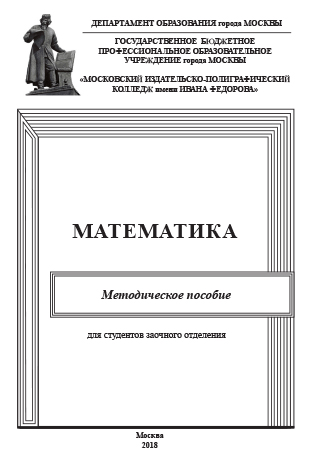 ДЕПАРТАМЕНТ ОБРАЗОВАНИЯ города МОСКВЫ
ГОСУДАРСТВЕННОЕ БЮДЖЕТНОЕ
ПРОФЕССИОНАЛЬНОЕ ОБРАЗОВАТЕЛЬНОЕ
УЧРЕЖДЕНИЕ города МОСКВЫ
«МОСКОВСКИЙ ИЗДАТЕЛЬСКО-ПОЛИГРАФИЧЕСКИЙ
КОЛЛЕДЖ имени ИВАНА ФЕДОРОВА»
МАТЕМАТИКА
Методическое пособие
для студентов заочного отделения
Москва
2018